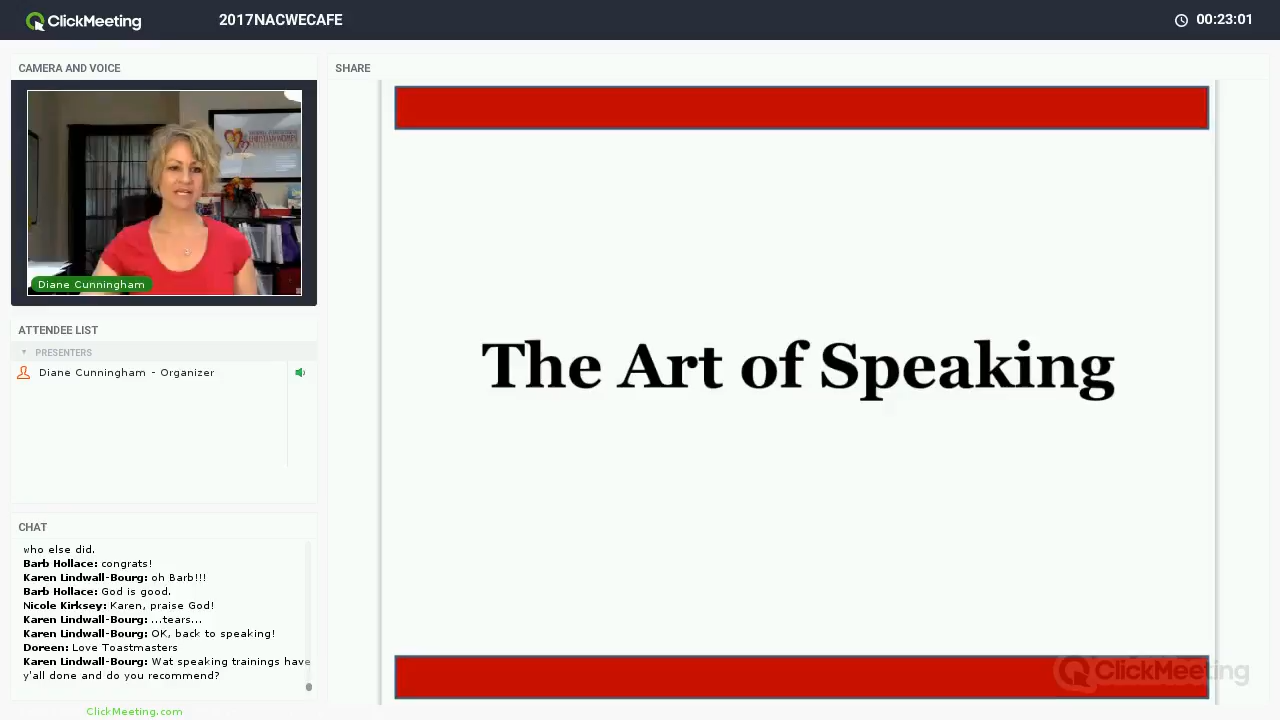 ClickMeeting
2017NACWECAFE
00:23:01
CAMERA AND VOICE
SHARE
CHRISTIAN WOMEN
Diane Cunningham
The Art of Speaking
ATTENDEE LIST
PRESENTERS
Diane Cunningham - Organizer
CHAT
who else did.
Barb Hollace: congrats!
Karen Lindwall-Bourg: oh Barb!!!
Barb Hollace: God is good.
Nicole Kirksey: Karen, praise God!
Karen Lindwall-Bourg: ...tears...
Karen Lindwall-Bourg: OK, back to speaking!
Doreen: Love Toastmasters
Karen Lindwall-Bourg: Wat speaking trainings have
y'all done and do you recommend?
ClickMeeting
ClickMeeting.com